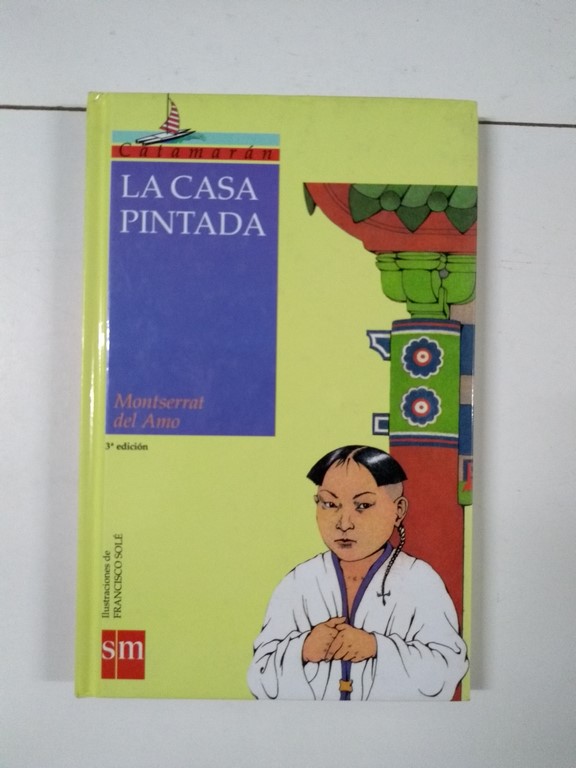 Catamarán
LA CASA
PINTADA
Montserrat
del Amo
3ª edición
Ilustraciones de
FRANCISCO SOLÉ
sm